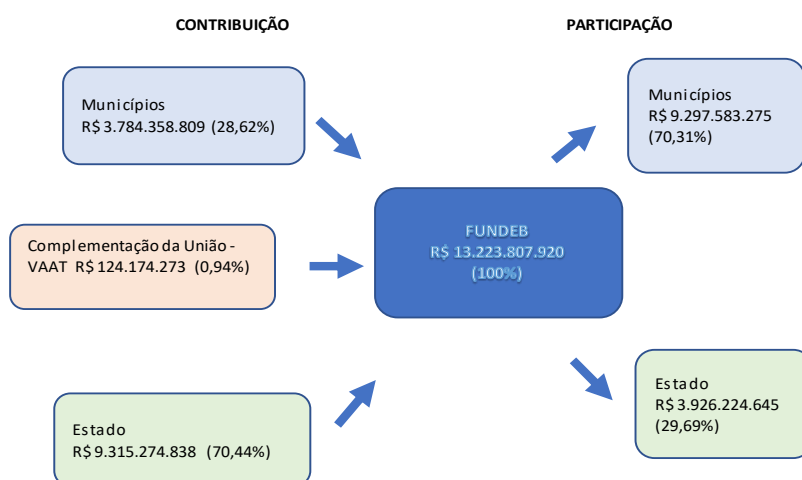 CONTRIBUIÇÃO
PARTICIPAÇÃO
Municípios
R$ 3.784.358.809 (28,62%)
Municípios
R$ 9.297.583.275
(70,31%)
FUNDEB
R$ 13.223.807.920
(100%)
Complementação da União -
VAAT R$ 124.174.273 (0,94%)
Estado
R$ 9.315.274.838 (70,44%)
Estado
R$ 3.926.224.645
(29,69%)